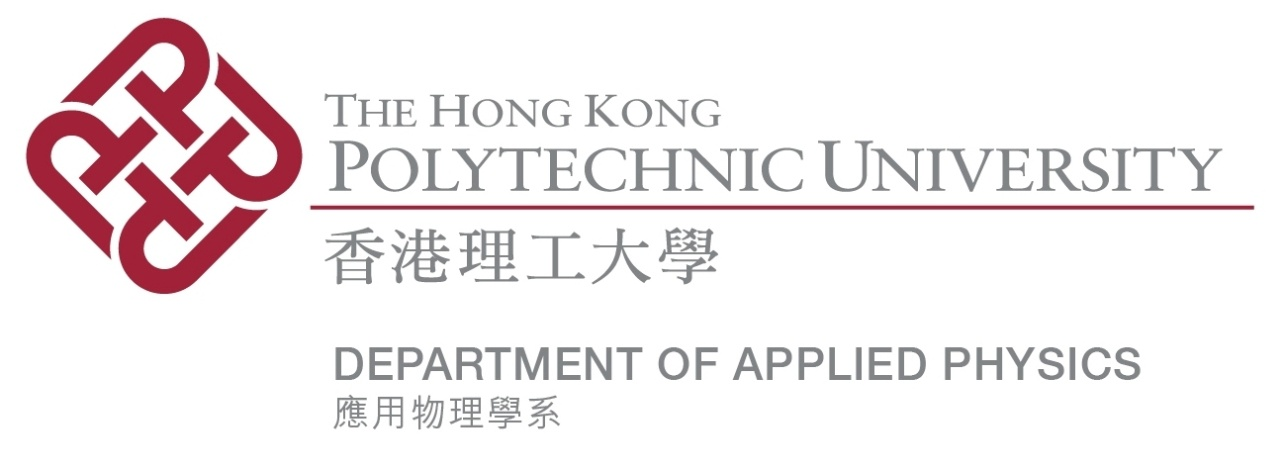 THE HONG KONG
POLYTECHNIC UNIVERSITY
香港理工大學
DEPARTMENT OF APPLIED PHYSICS
應用物理學系